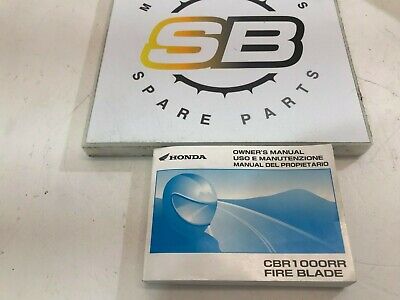 SB
SPARE PARTS
HONDA
OWNER'S MANUAL
USO E MANUTENZIONE
MANUAL DEL PROPIETARIO
CBR1000RR
FIRE BLADE